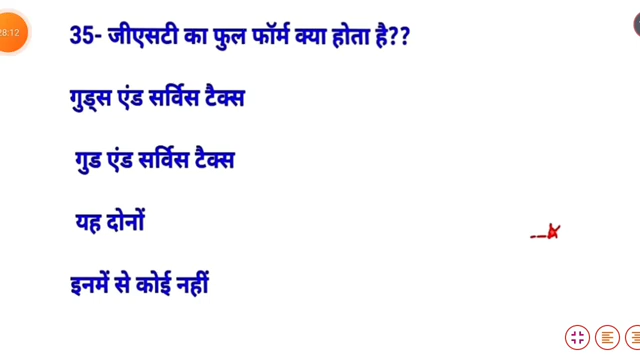 28:12
35- जीएसटी का फुल फॉर्म क्या होता है??
गुड्स एंड सर्विस टैक्स
गुड एंड सर्विस टैक्स
यह दोनों
इनमें से कोई नहीं